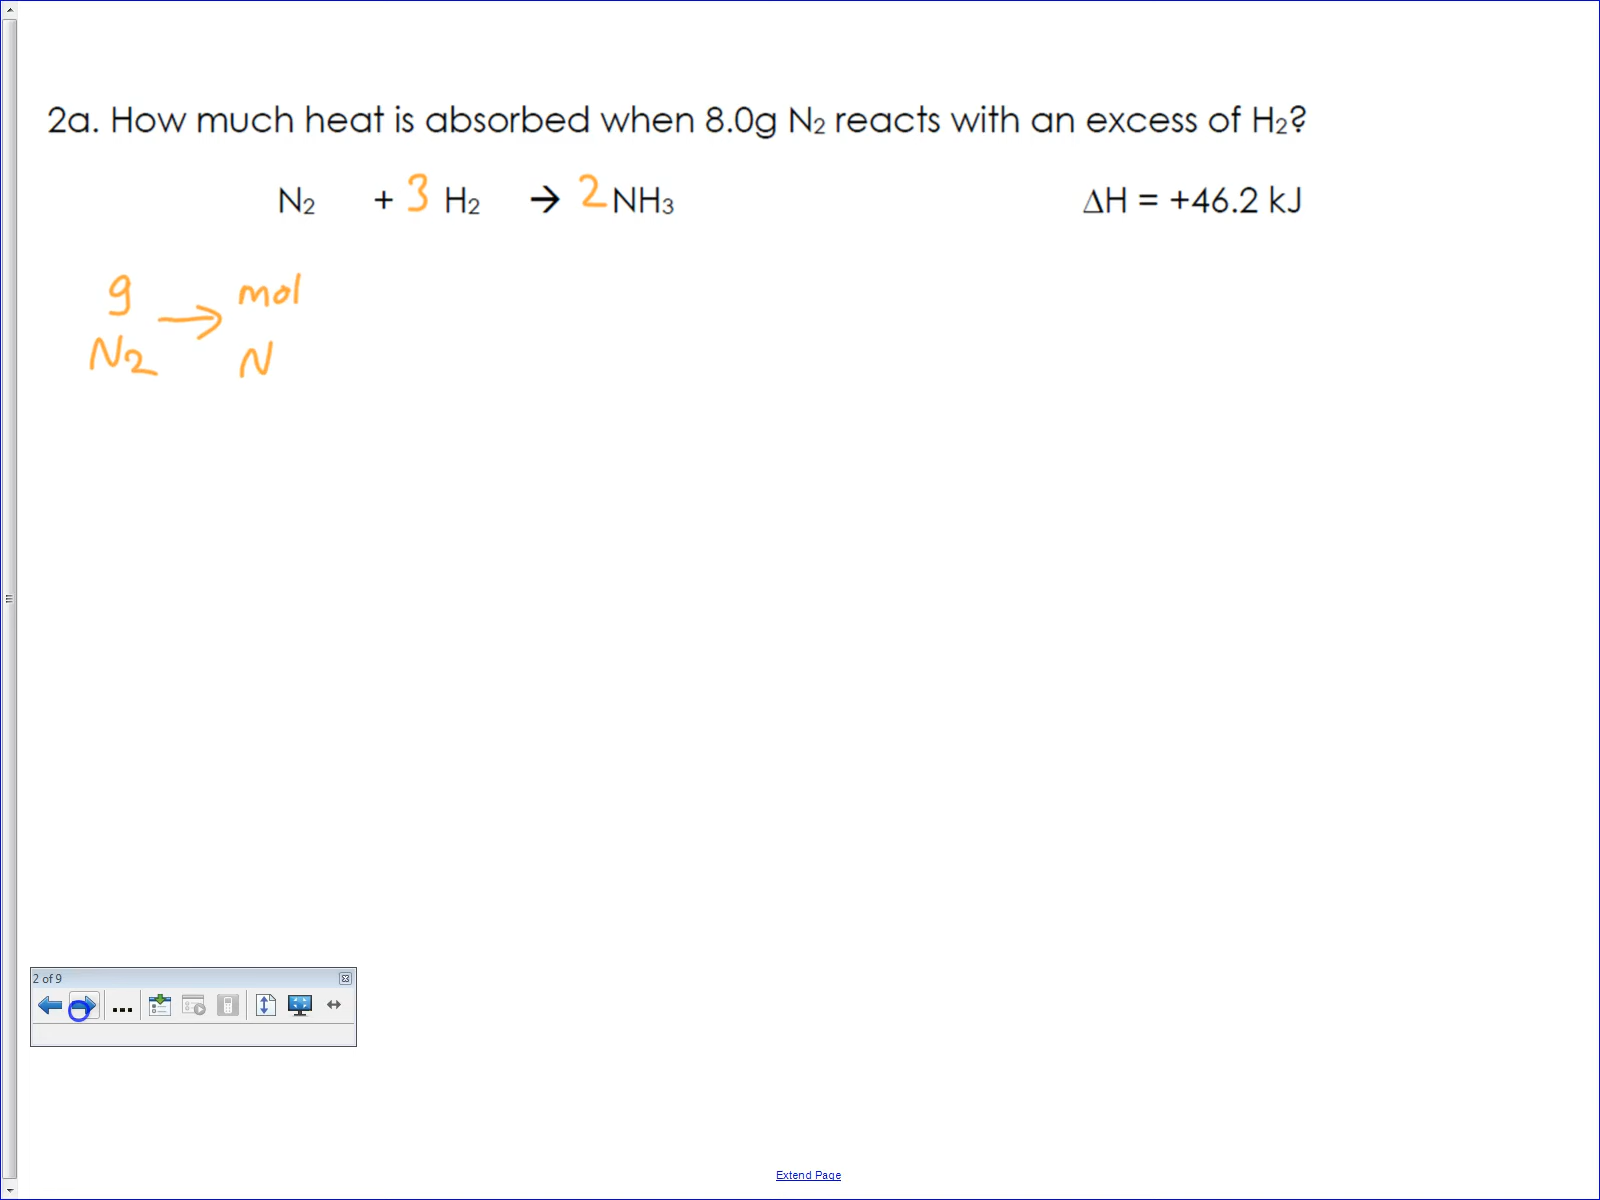 2a. How much heat is absorbed when 8.0g N₂ reacts with an excess of H₂?
N₂ + 3 H₂ → 2 NH₃ ΔH = +46.2 kJ
g → mol
N₂ N
2 of 9
...
Extend Page